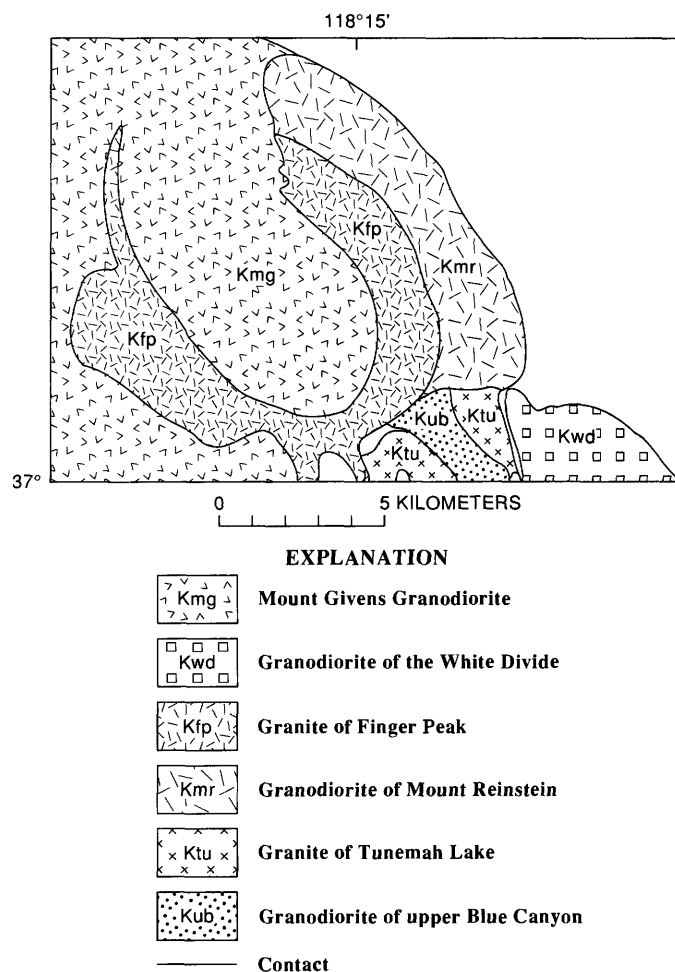 118°15'
Kfp
Kmg
Kmr
Kfp
Kub
Ktu
Kwd
Ktu
37°
0 5 KILOMETERS
EXPLANATION
Kmg Mount Givens Granodiorite
Kwd Granodiorite of the White Divide
Kfp Granite of Finger Peak
Kmr Granodiorite of Mount Reinstein
Ktu Granite of Tunemah Lake
Kub Granodiorite of upper Blue Canyon
Contact